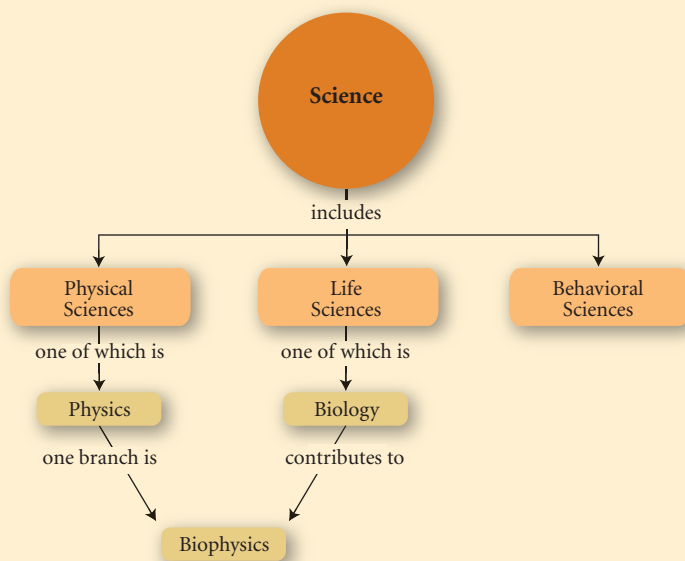 Science
includes
Physical
Sciences
Life
Sciences
Behavioral
Sciences
one of which is
one of which is
Physics
Biology
one branch is
contributes to
Biophysics